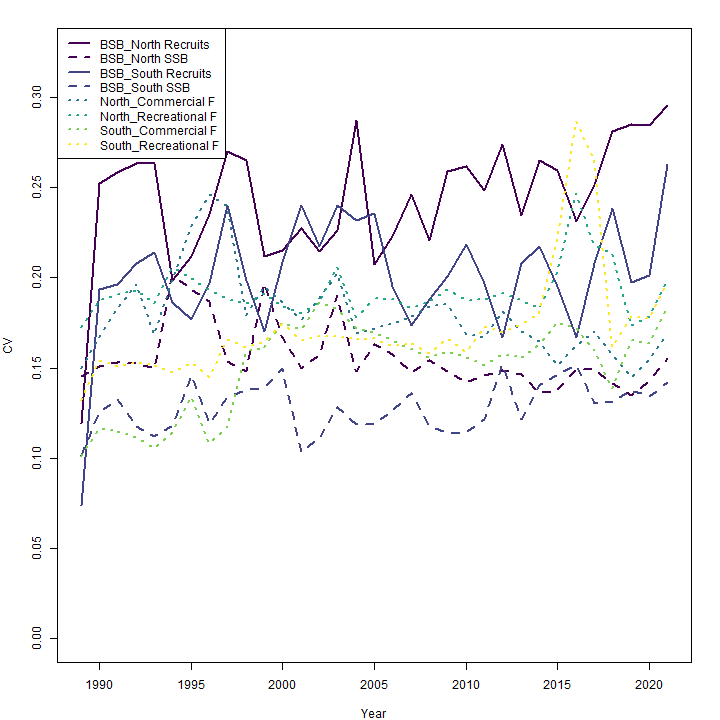 BSB_North Recruits
BSB_North SSB
BSB_South Recruits
BSB_South SSB
North_Commercial F
North_Recreational F
South_Commercial F
South_Recreational F
0.30
0.25
0.20
0.15
0.10
0.05
0.00
CV
1990 1995 2000 2005 2010 2015 2020
Year